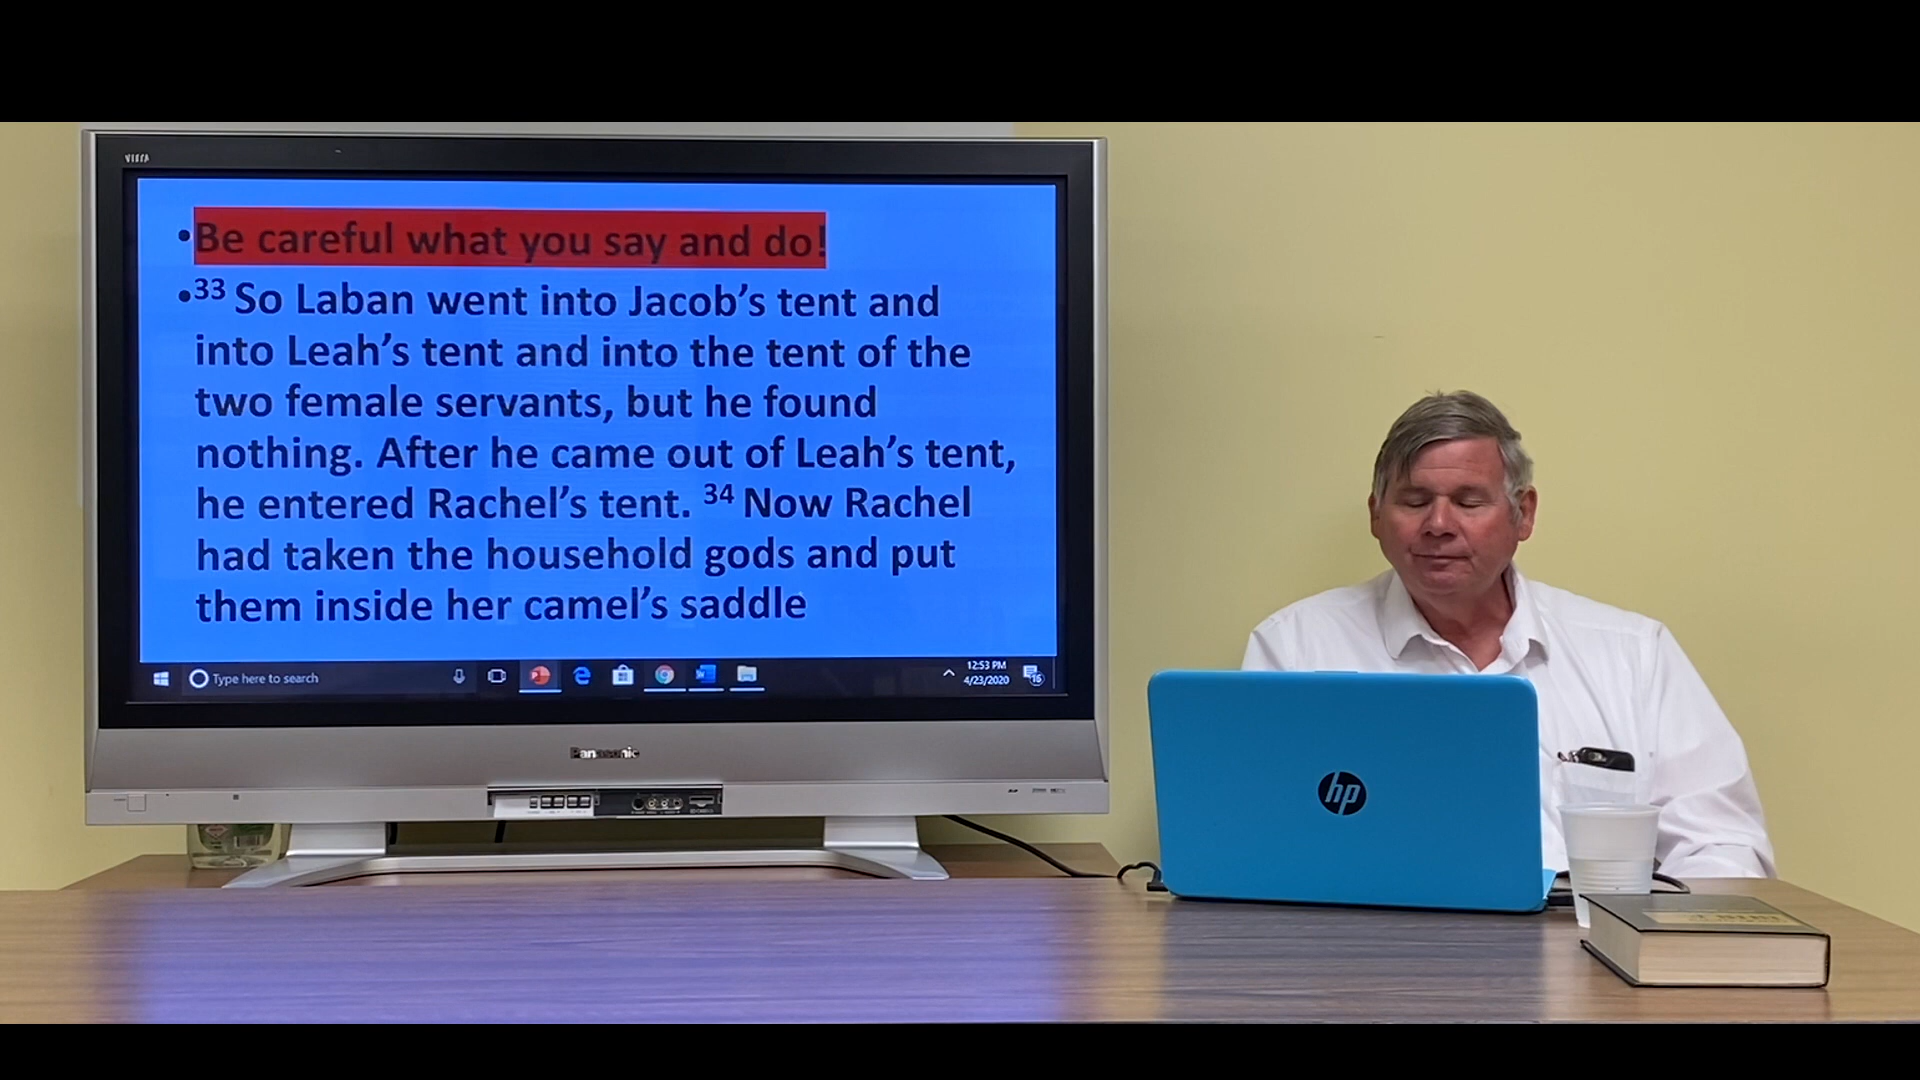 VIERA
• Be careful what you say and do!
• 33 So Laban went into Jacob’s tent and
into Leah’s tent and into the tent of the
two female servants, but he found
nothing. After he came out of Leah’s tent,
he entered Rachel’s tent. 34 Now Rachel
had taken the household gods and put
them inside her camel’s saddle
Type here to search
12:53 PM
4/23/2020
16
Panasonic
hp